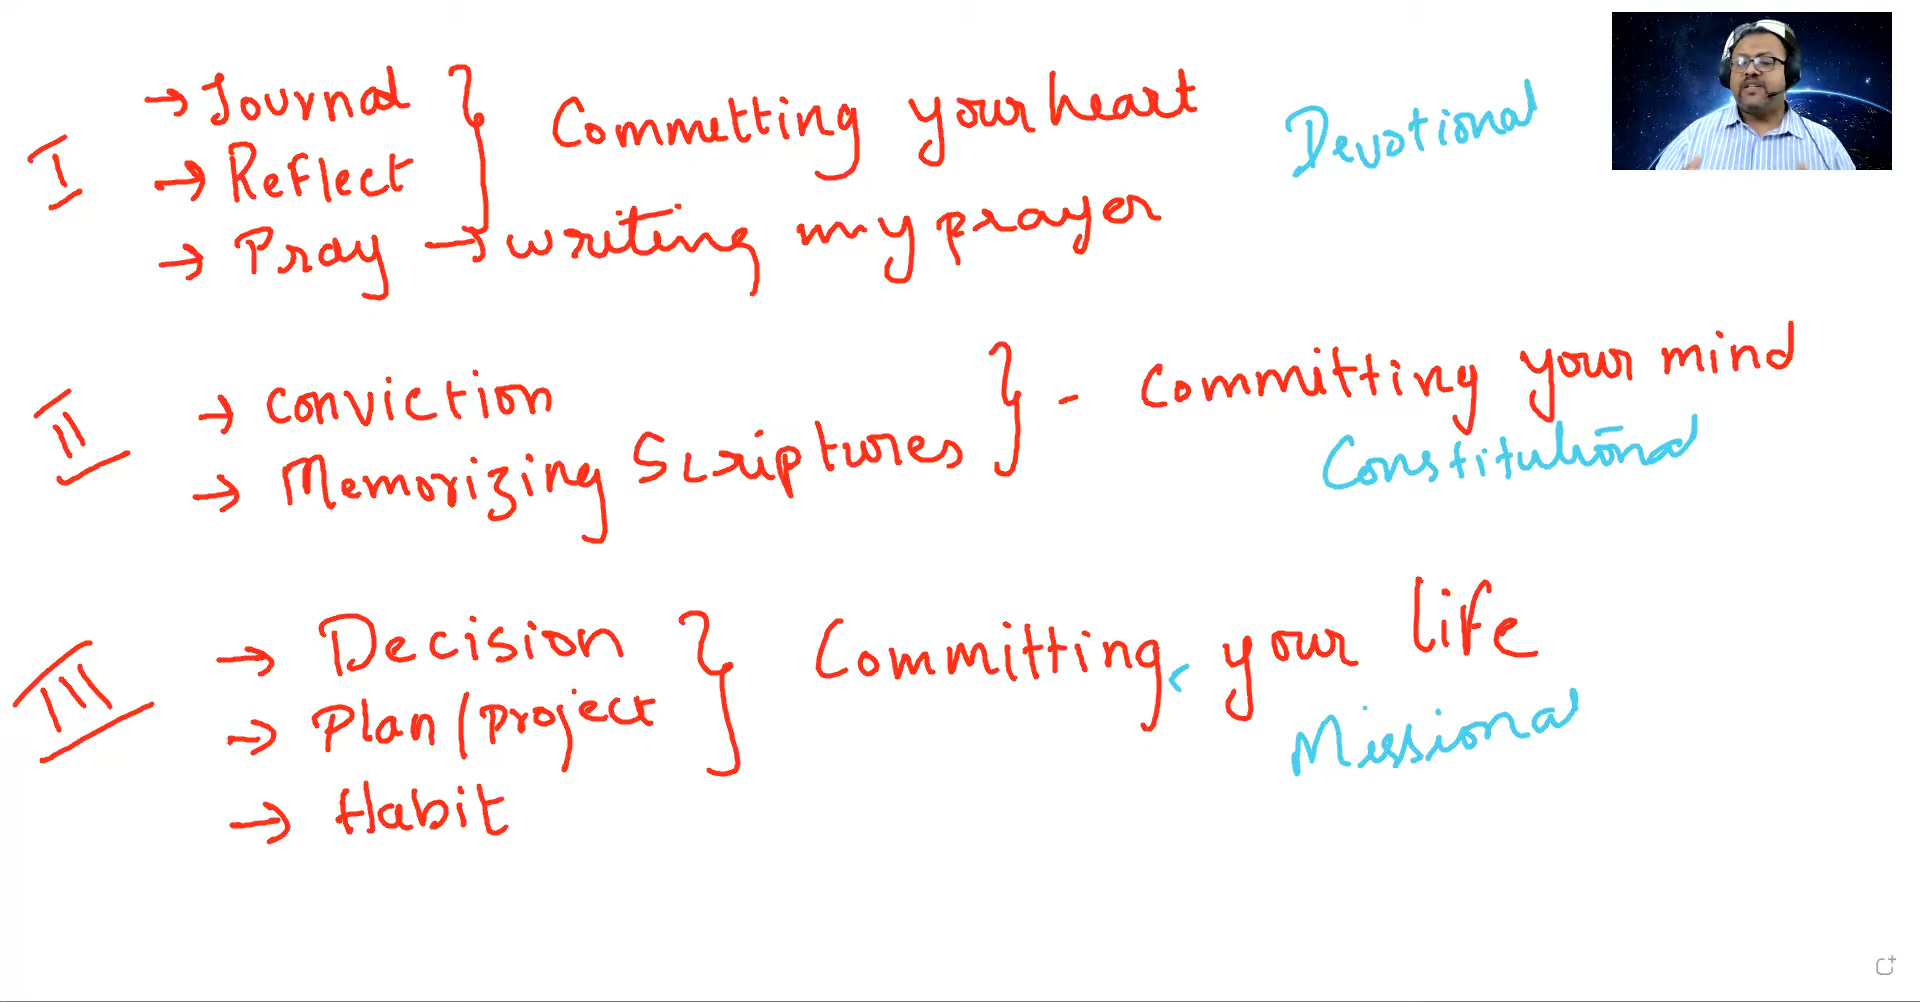 I
→ Journal
→ Reflect
→ Pray → writing my prayer
Committing your heart
Devotional
II
→ Conviction
→ Memorizing Scriptures
- Committing your mind
Constitutional
III
→ Decision
→ Plan/Project
→ Habit
Committing your life
Missional